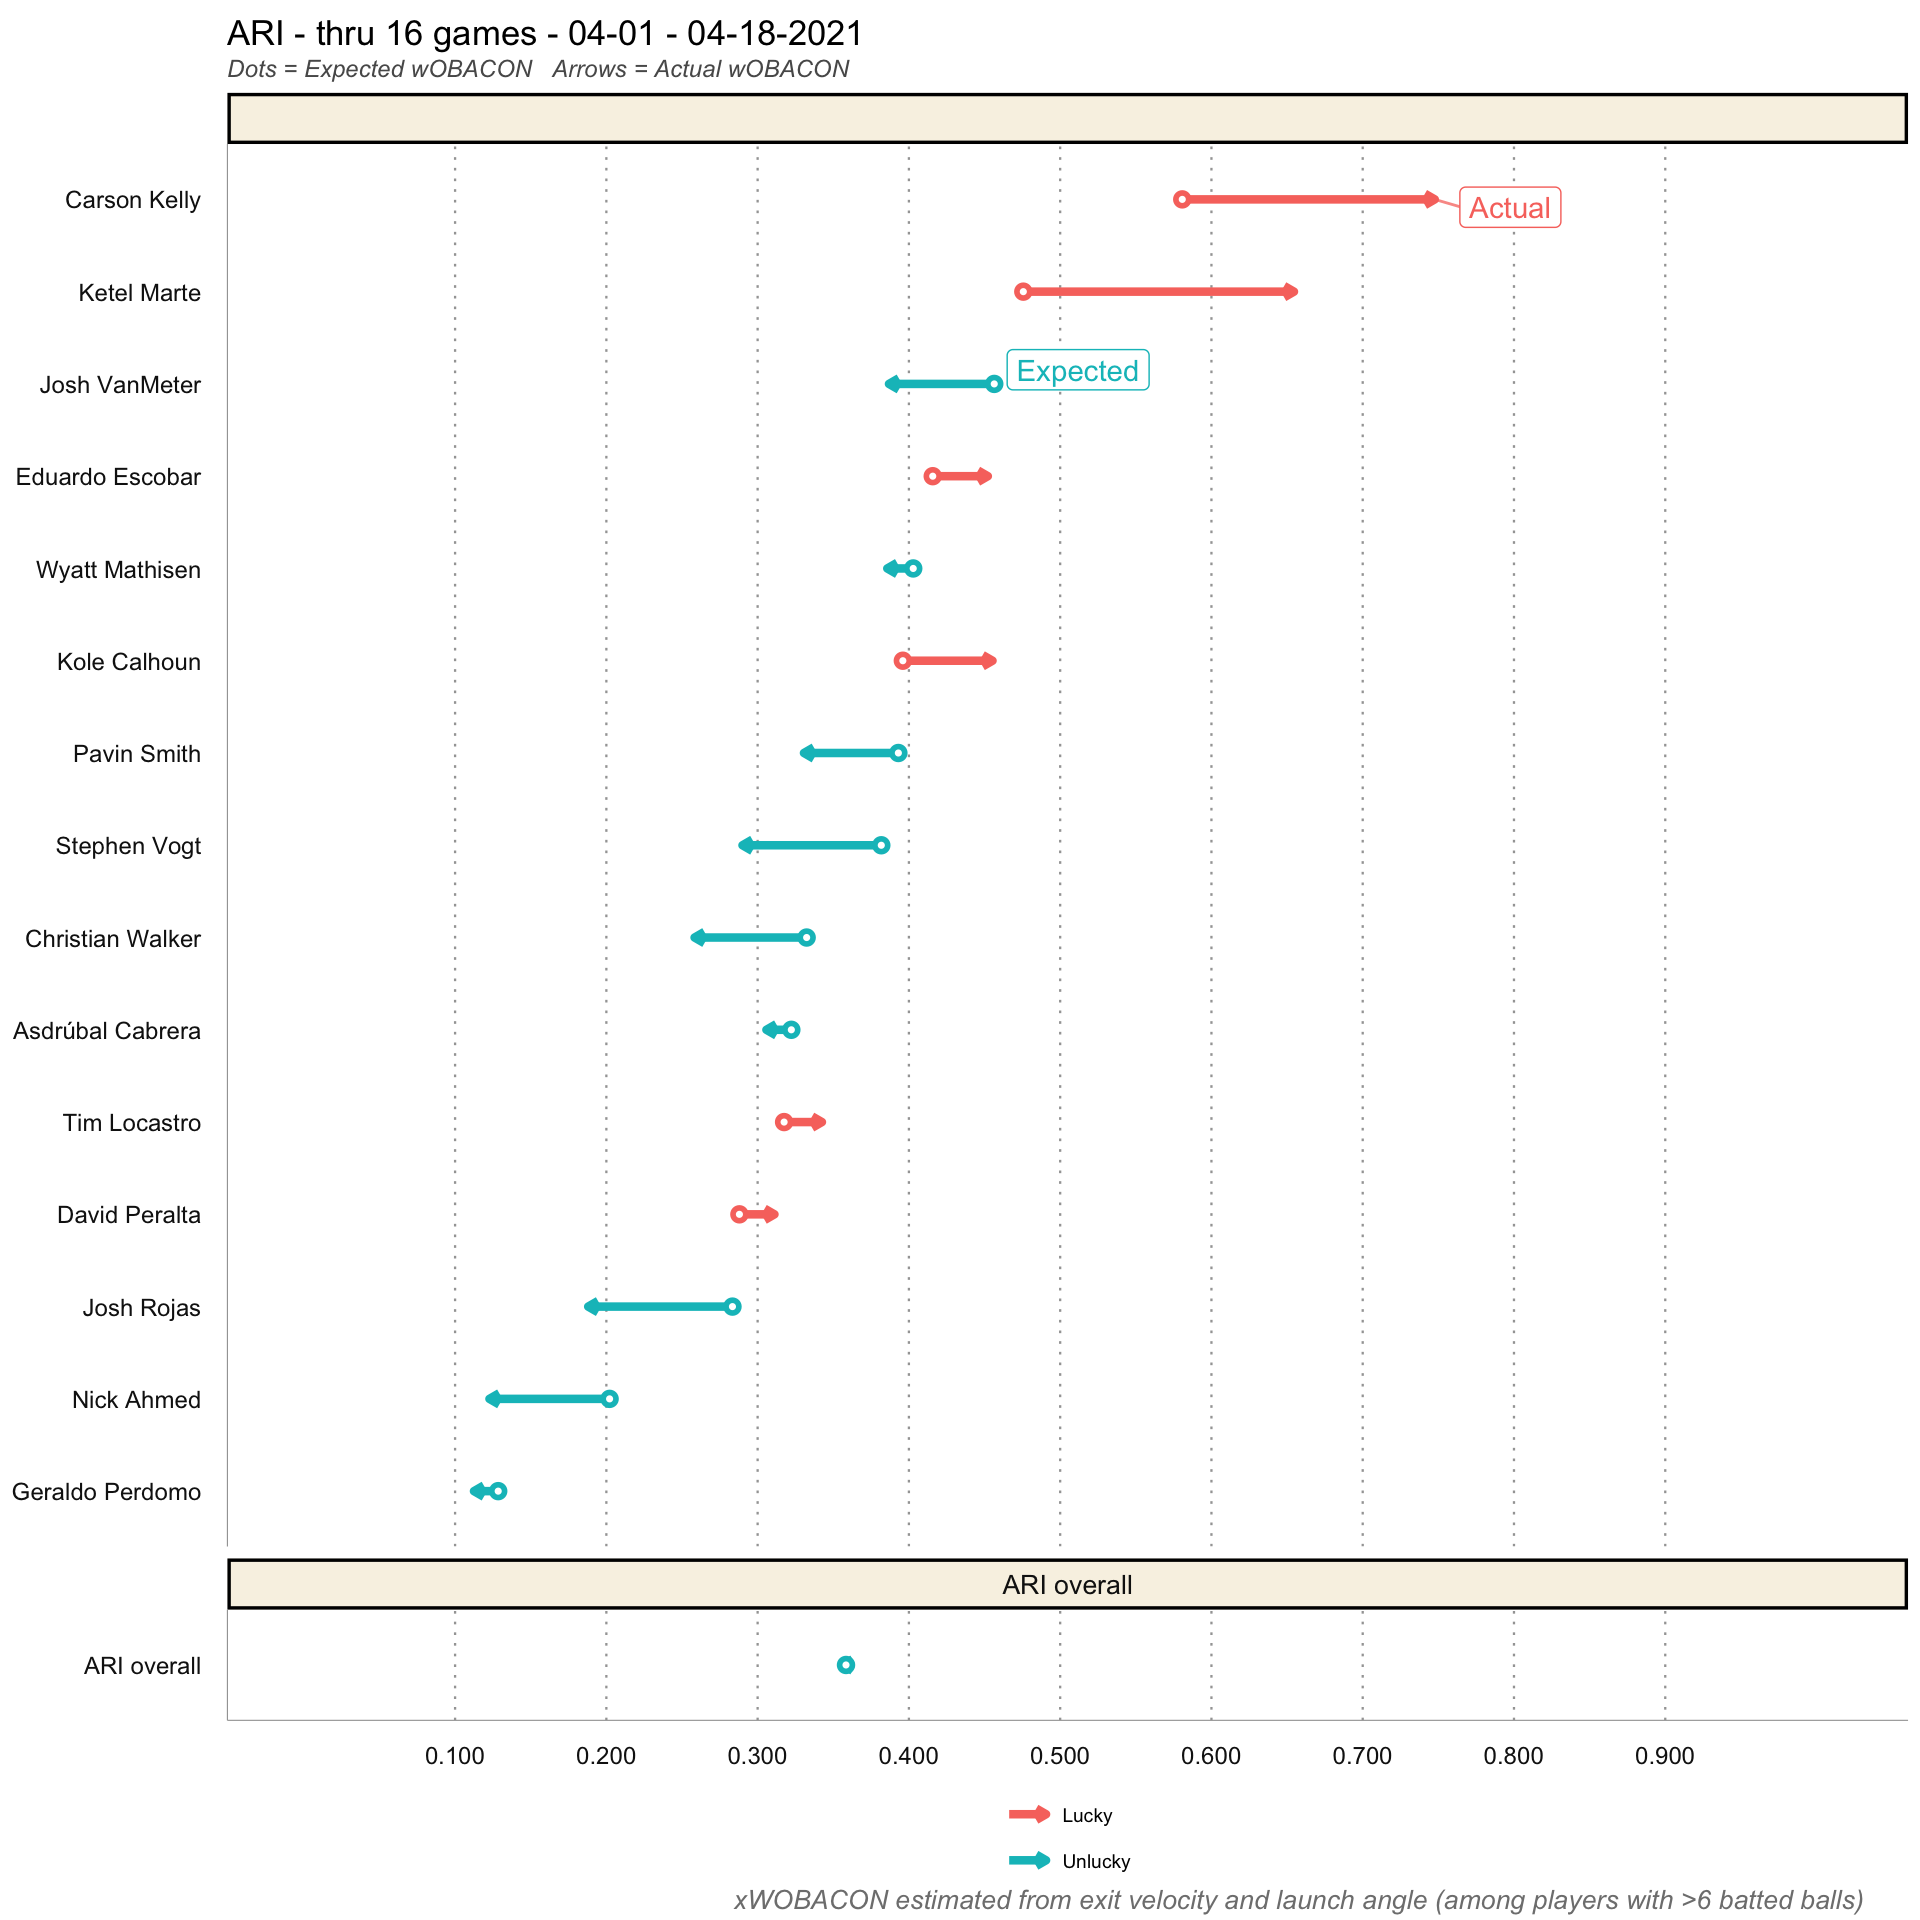 ARI - thru 16 games - 04-01 - 04-18-2021
Dots = Expected wOBACON   Arrows = Actual wOBACON
Carson Kelly
Actual
Ketel Marte
Josh VanMeter
Expected
Eduardo Escobar
Wyatt Mathisen
Kole Calhoun
Pavin Smith
Stephen Vogt
Christian Walker
Asdrúbal Cabrera
Tim Locastro
David Peralta
Josh Rojas
Nick Ahmed
Geraldo Perdomo
ARI overall
ARI overall
0.100 0.200 0.300 0.400 0.500 0.600 0.700 0.800 0.900
Lucky
Unlucky
xWOBACON estimated from exit velocity and launch angle (among players with >6 batted balls)